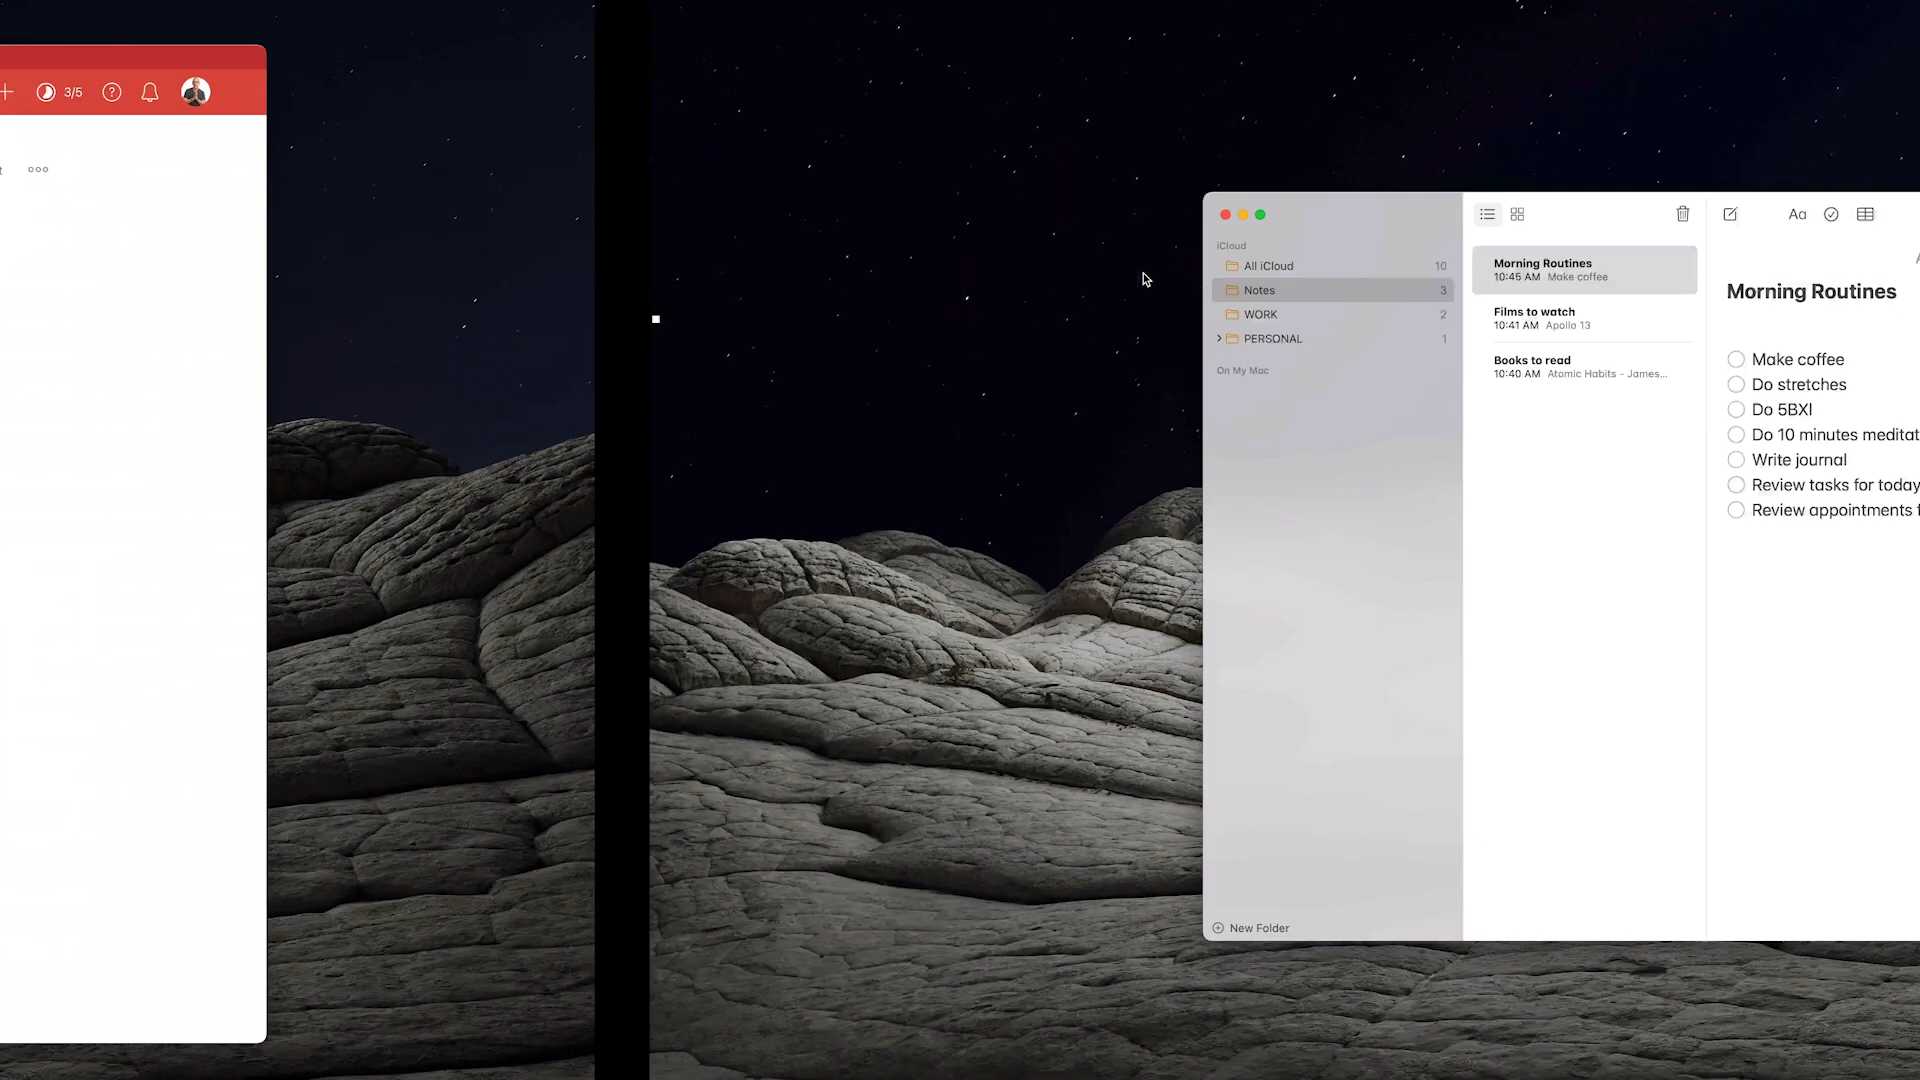 3/5
t
iCloud
All iCloud 10
Notes 3
WORK 2
PERSONAL 1
On My Mac
New Folder
Morning Routines
10:45 AM Make coffee
Films to watch
10:41 AM Apollo 13
Books to read
10:40 AM Atomic Habits - James...
Aa
Morning Routines
Make coffee
Do stretches
Do 5BXI
Do 10 minutes meditat
Write journal
Review tasks for today
Review appointments f